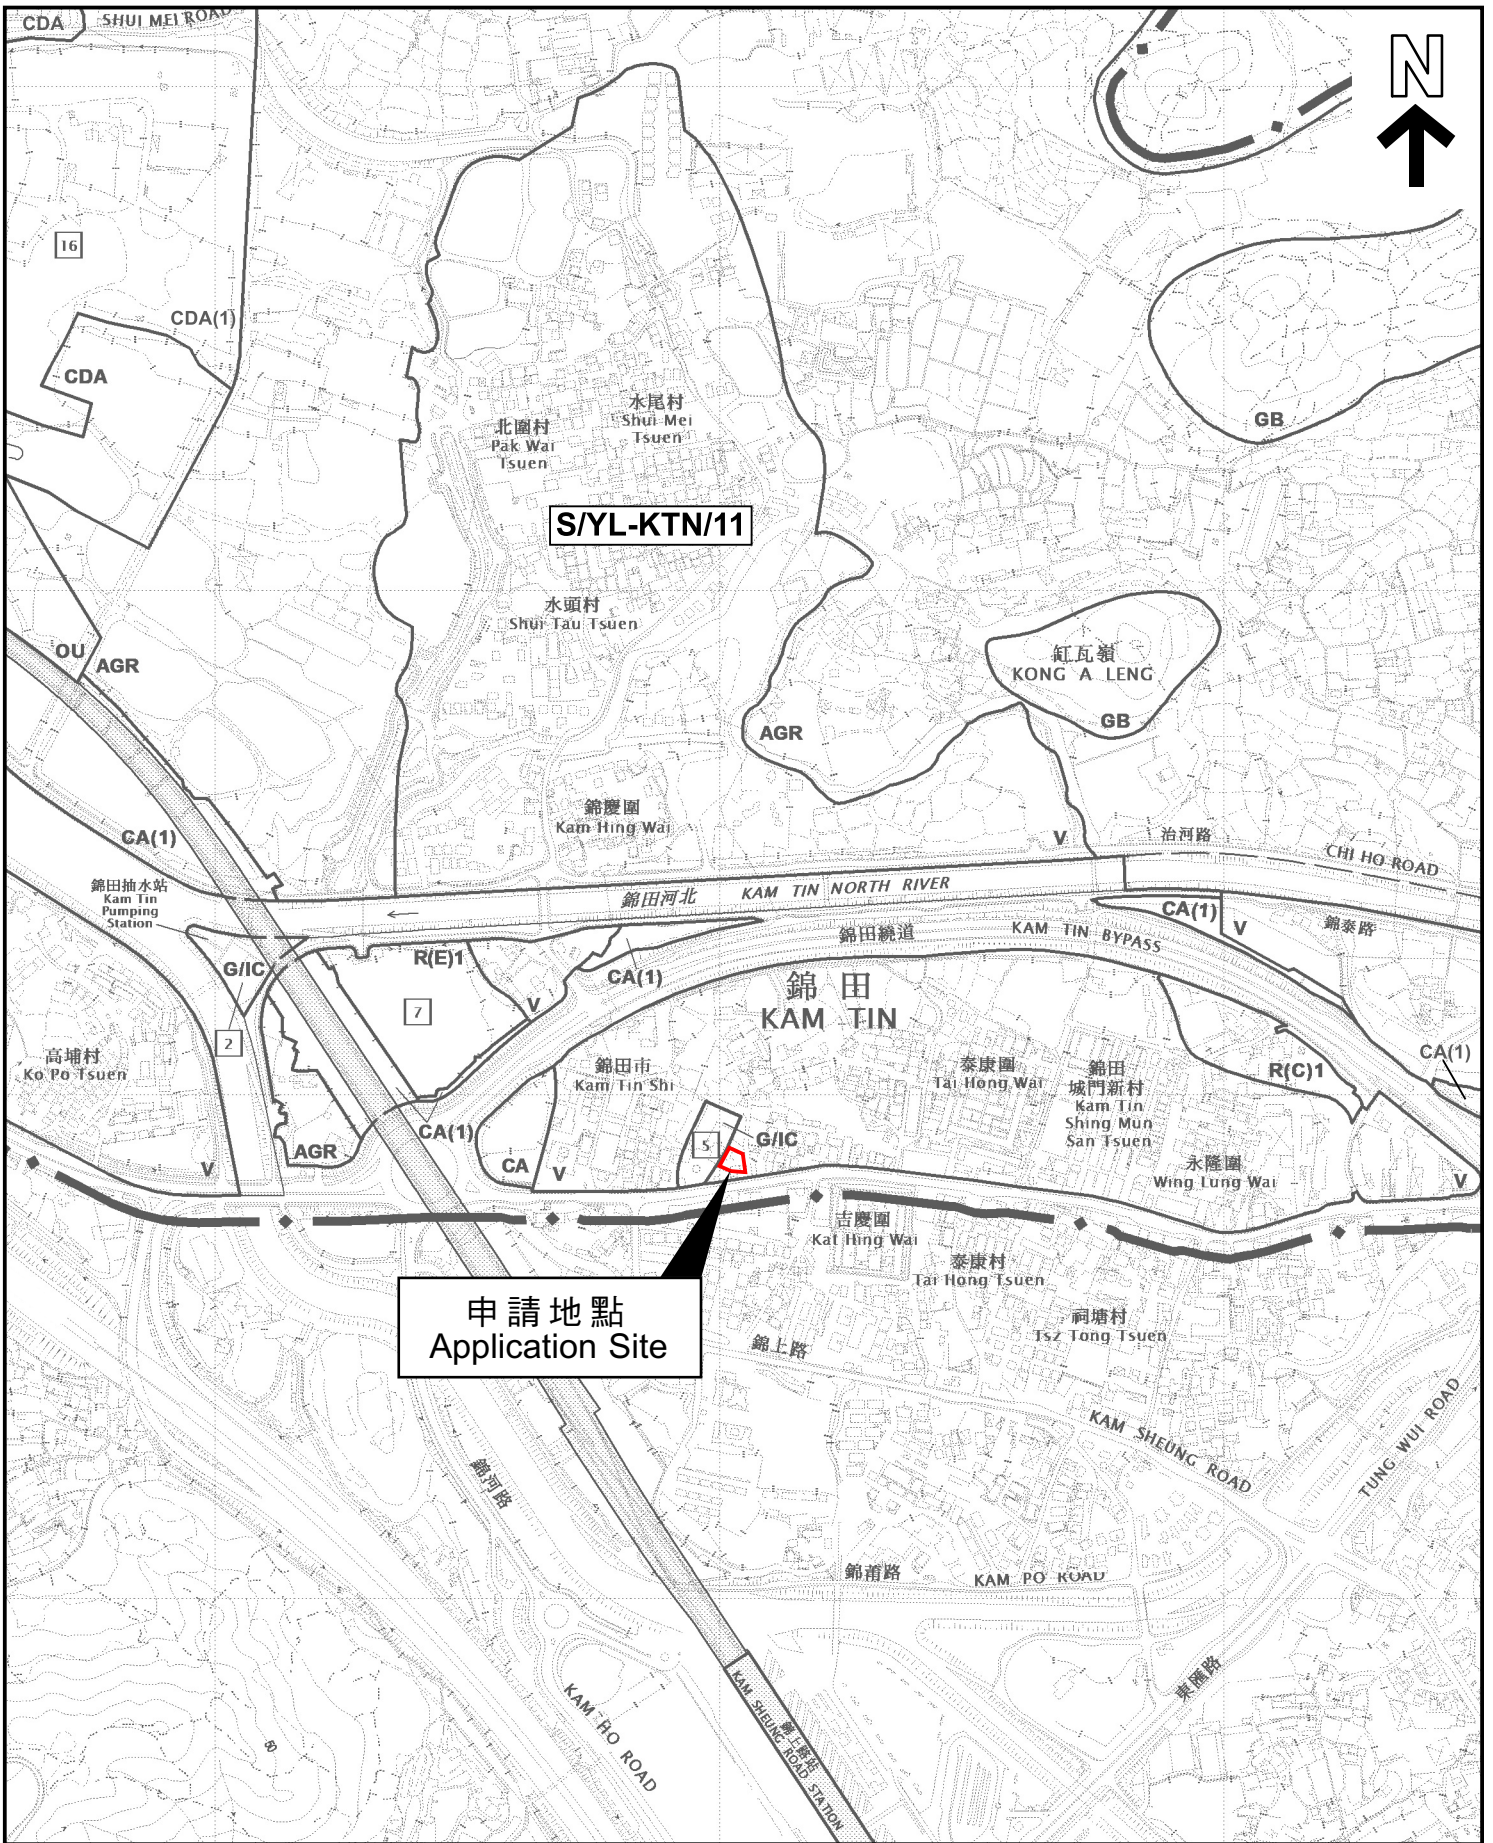 CDA
SHUI MEI ROAD
N
16
CDA(1)
CDA
水尾村
Shui Mei
Tsuen
北圍村
Pak Wai
Tsuen
GB
S/YL-KTN/11
水頭村
Shui Tau Tsuen
OU
AGR
缸瓦嶺
KONG A LENG
GB
AGR
錦慶圍
Kam Hing Wai
CA(1)
V
治河路
CHI HO ROAD
錦田抽水站
Kam Tin
Pumping
Station
錦田河北
KAM TIN NORTH RIVER
CA(1)
V
錦泰路
錦田繞道
KAM TIN BYPASS
R(E)1
G/IC
CA(1)
7
V
錦田
KAM TIN
2
高埔村
Ko Po Tsuen
錦田市
Kam Tin Shi
泰康圍
Tai Hong Wai
錦田
城門新村
Kam Tin
Shing Mun
San Tsuen
R(C)1
CA(1)
CA(1)
AGR
V
CA
V
5
G/IC
永隆圍
Wing Lung Wai
V
吉慶圍
Kat Hing Wai
泰康村
Tai Hong Tsuen
申請地點
Application Site
祠塘村
Tsz Tong Tsuen
錦上路
KAM SHEUNG ROAD
TUNG WUI ROAD
錦河路
錦莆路
KAM PO ROAD
東匯路
KAM HO ROAD
錦上路站
KAM SHEUNG ROAD STATION
50